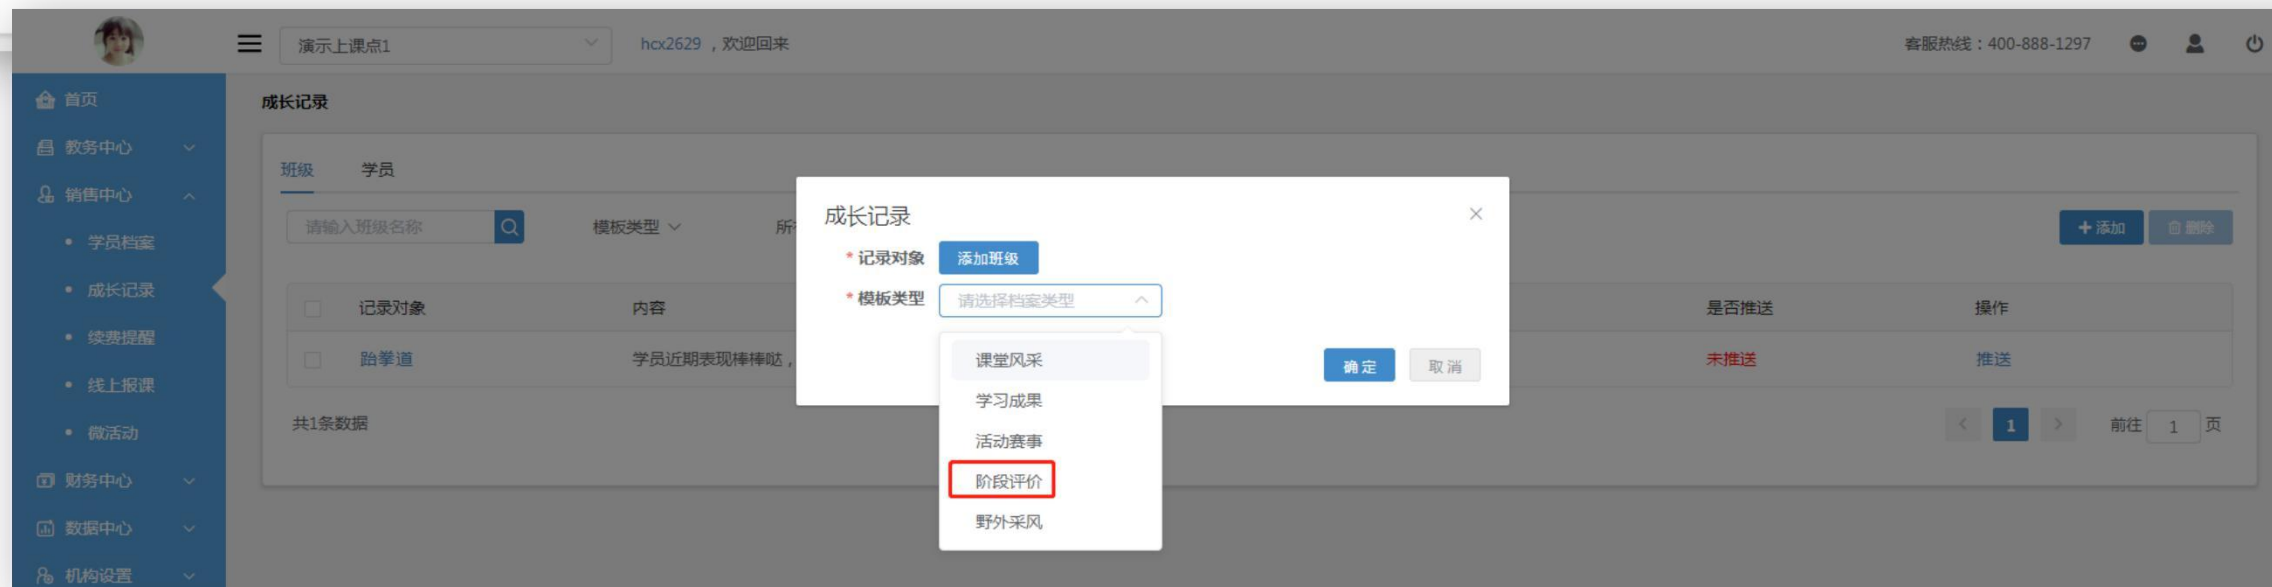 演示上课点1
hcx2629 ，欢迎回来
客服热线：400-888-1297
首页
教务中心
销售中心
学员档案
成长记录
续费提醒
线上报课
微活动
财务中心
数据中心
机构设置
成长记录
班级 学员
请输入班级名称 模板类型
+添加 删除
记录对象 内容 是否推送 操作
跆拳道 学员近期表现棒棒哒， 未推送 推送
共1条数据
< 1 > 前往 1 页
成长记录 ×
*记录对象 添加班级
*模板类型 请选择档案类型
课堂风采
学习成果
活动赛事
阶段评价
野外采风
确定 取消